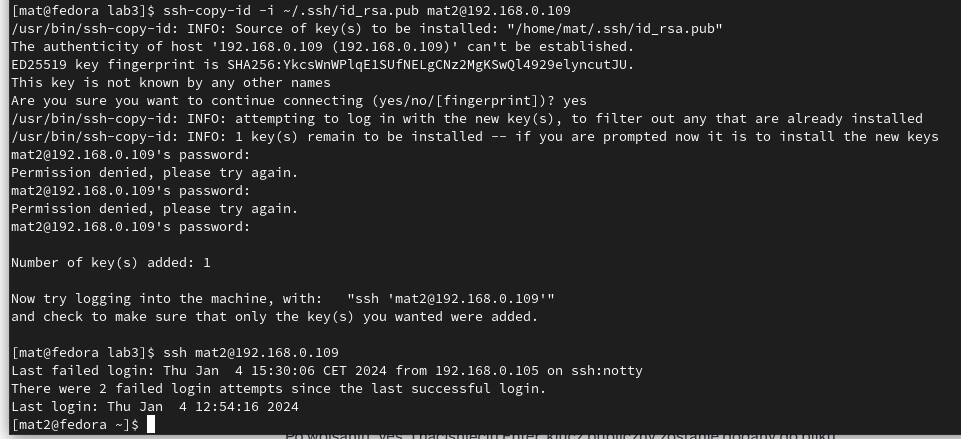 [mat@fedora lab3]$ ssh-copy-id -i ~/.ssh/id_rsa.pub mat2@192.168.0.109
/usr/bin/ssh-copy-id: INFO: Source of key(s) to be installed: "/home/mat/.ssh/id_rsa.pub"
The authenticity of host '192.168.0.109 (192.168.0.109)' can't be established.
ED25519 key fingerprint is SHA256:YkcsWnWPlqE1SUfNELgCNz2MgKSwQl4929elyncutJU.
This key is not known by any other names
Are you sure you want to continue connecting (yes/no/[fingerprint])? yes
/usr/bin/ssh-copy-id: INFO: attempting to log in with the new key(s), to filter out any that are already installed
/usr/bin/ssh-copy-id: INFO: 1 key(s) remain to be installed -- if you are prompted now it is to install the new keys
mat2@192.168.0.109's password:
Permission denied, please try again.
mat2@192.168.0.109's password:
Permission denied, please try again.
mat2@192.168.0.109's password:
Number of key(s) added: 1
Now try logging into the machine, with:   "ssh 'mat2@192.168.0.109'"
and check to make sure that only the key(s) you wanted were added.
[mat@fedora lab3]$ ssh mat2@192.168.0.109
Last failed login: Thu Jan  4 15:30:06 CET 2024 from 192.168.0.105 on ssh:notty
There were 2 failed login attempts since the last successful login.
Last login: Thu Jan  4 12:54:16 2024
[mat2@fedora ~]$